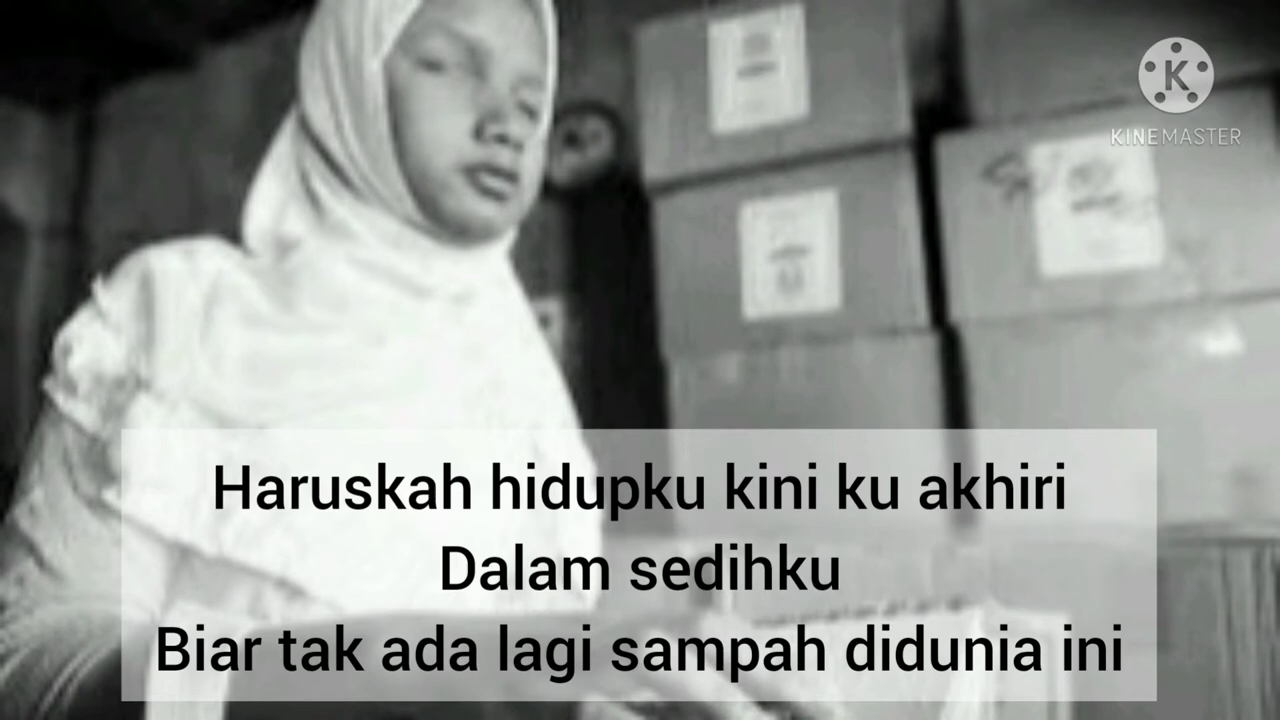 K
KINEMASTER
Haruskah hidupku kini ku akhiri
Dalam sedihku
Biar tak ada lagi sampah didunia ini